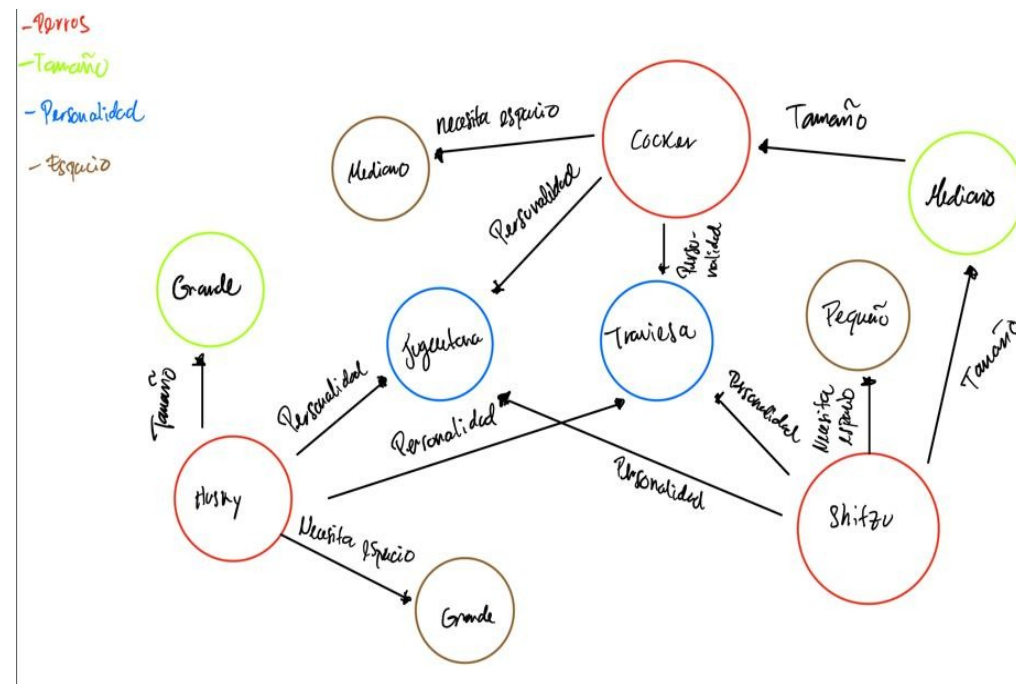 -Perros
-Tamaño
- Personalidad
- Espacio
necesita espacio
Cocker
Tamaño
Mediano
Mediano
Personalidad
Perso-
nalidad
Grande
Juguetona
Traviesa
Pequeño
Tamaño
Personalidad
Personalidad
Personalidad
Necesita
espacio
Tamaño
Husky
Personalidad
Shitzu
Necesita espacio
Grande